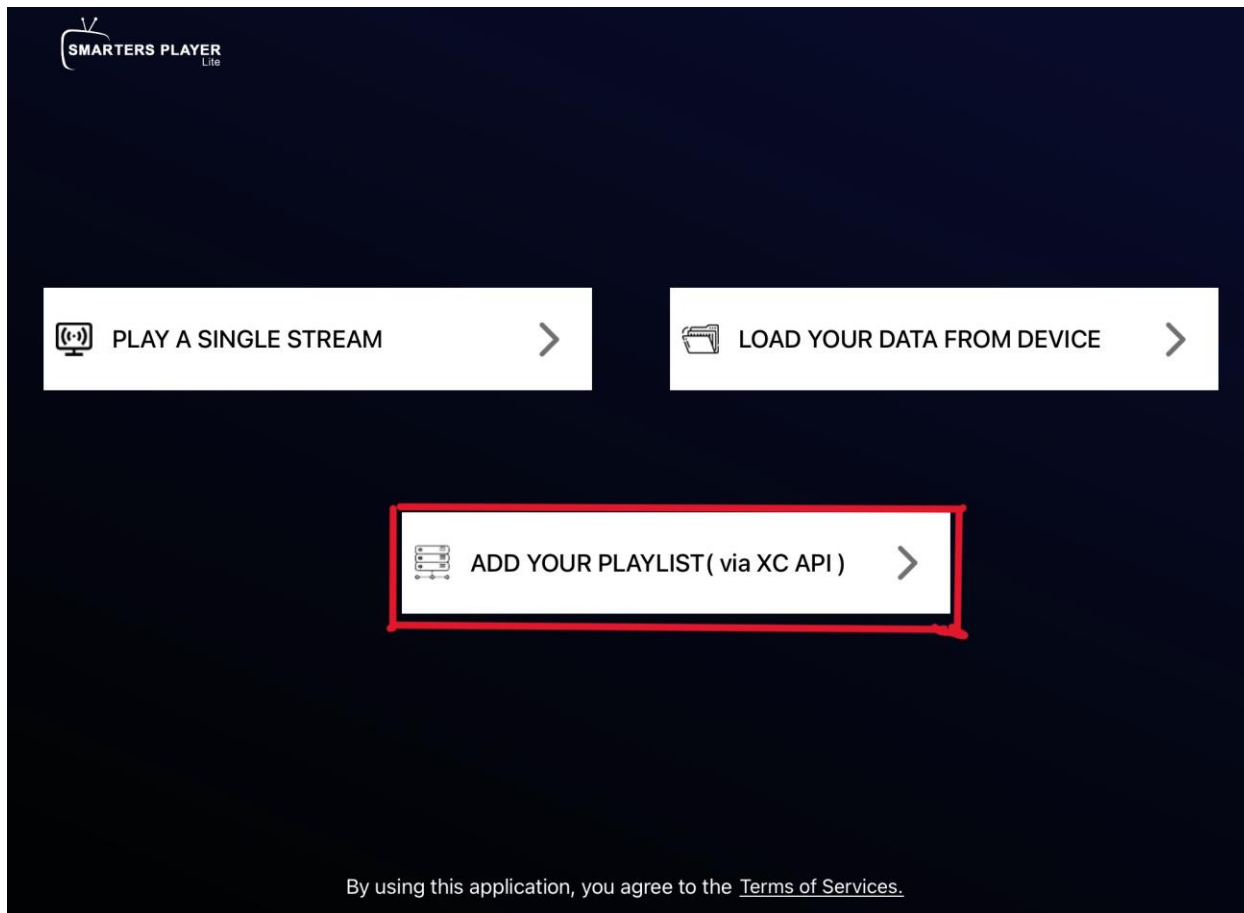 SMARTERS PLAYER
Lite
PLAY A SINGLE STREAM
LOAD YOUR DATA FROM DEVICE
ADD YOUR PLAYLIST( via XC API )
By using this application, you agree to the Terms of Services.